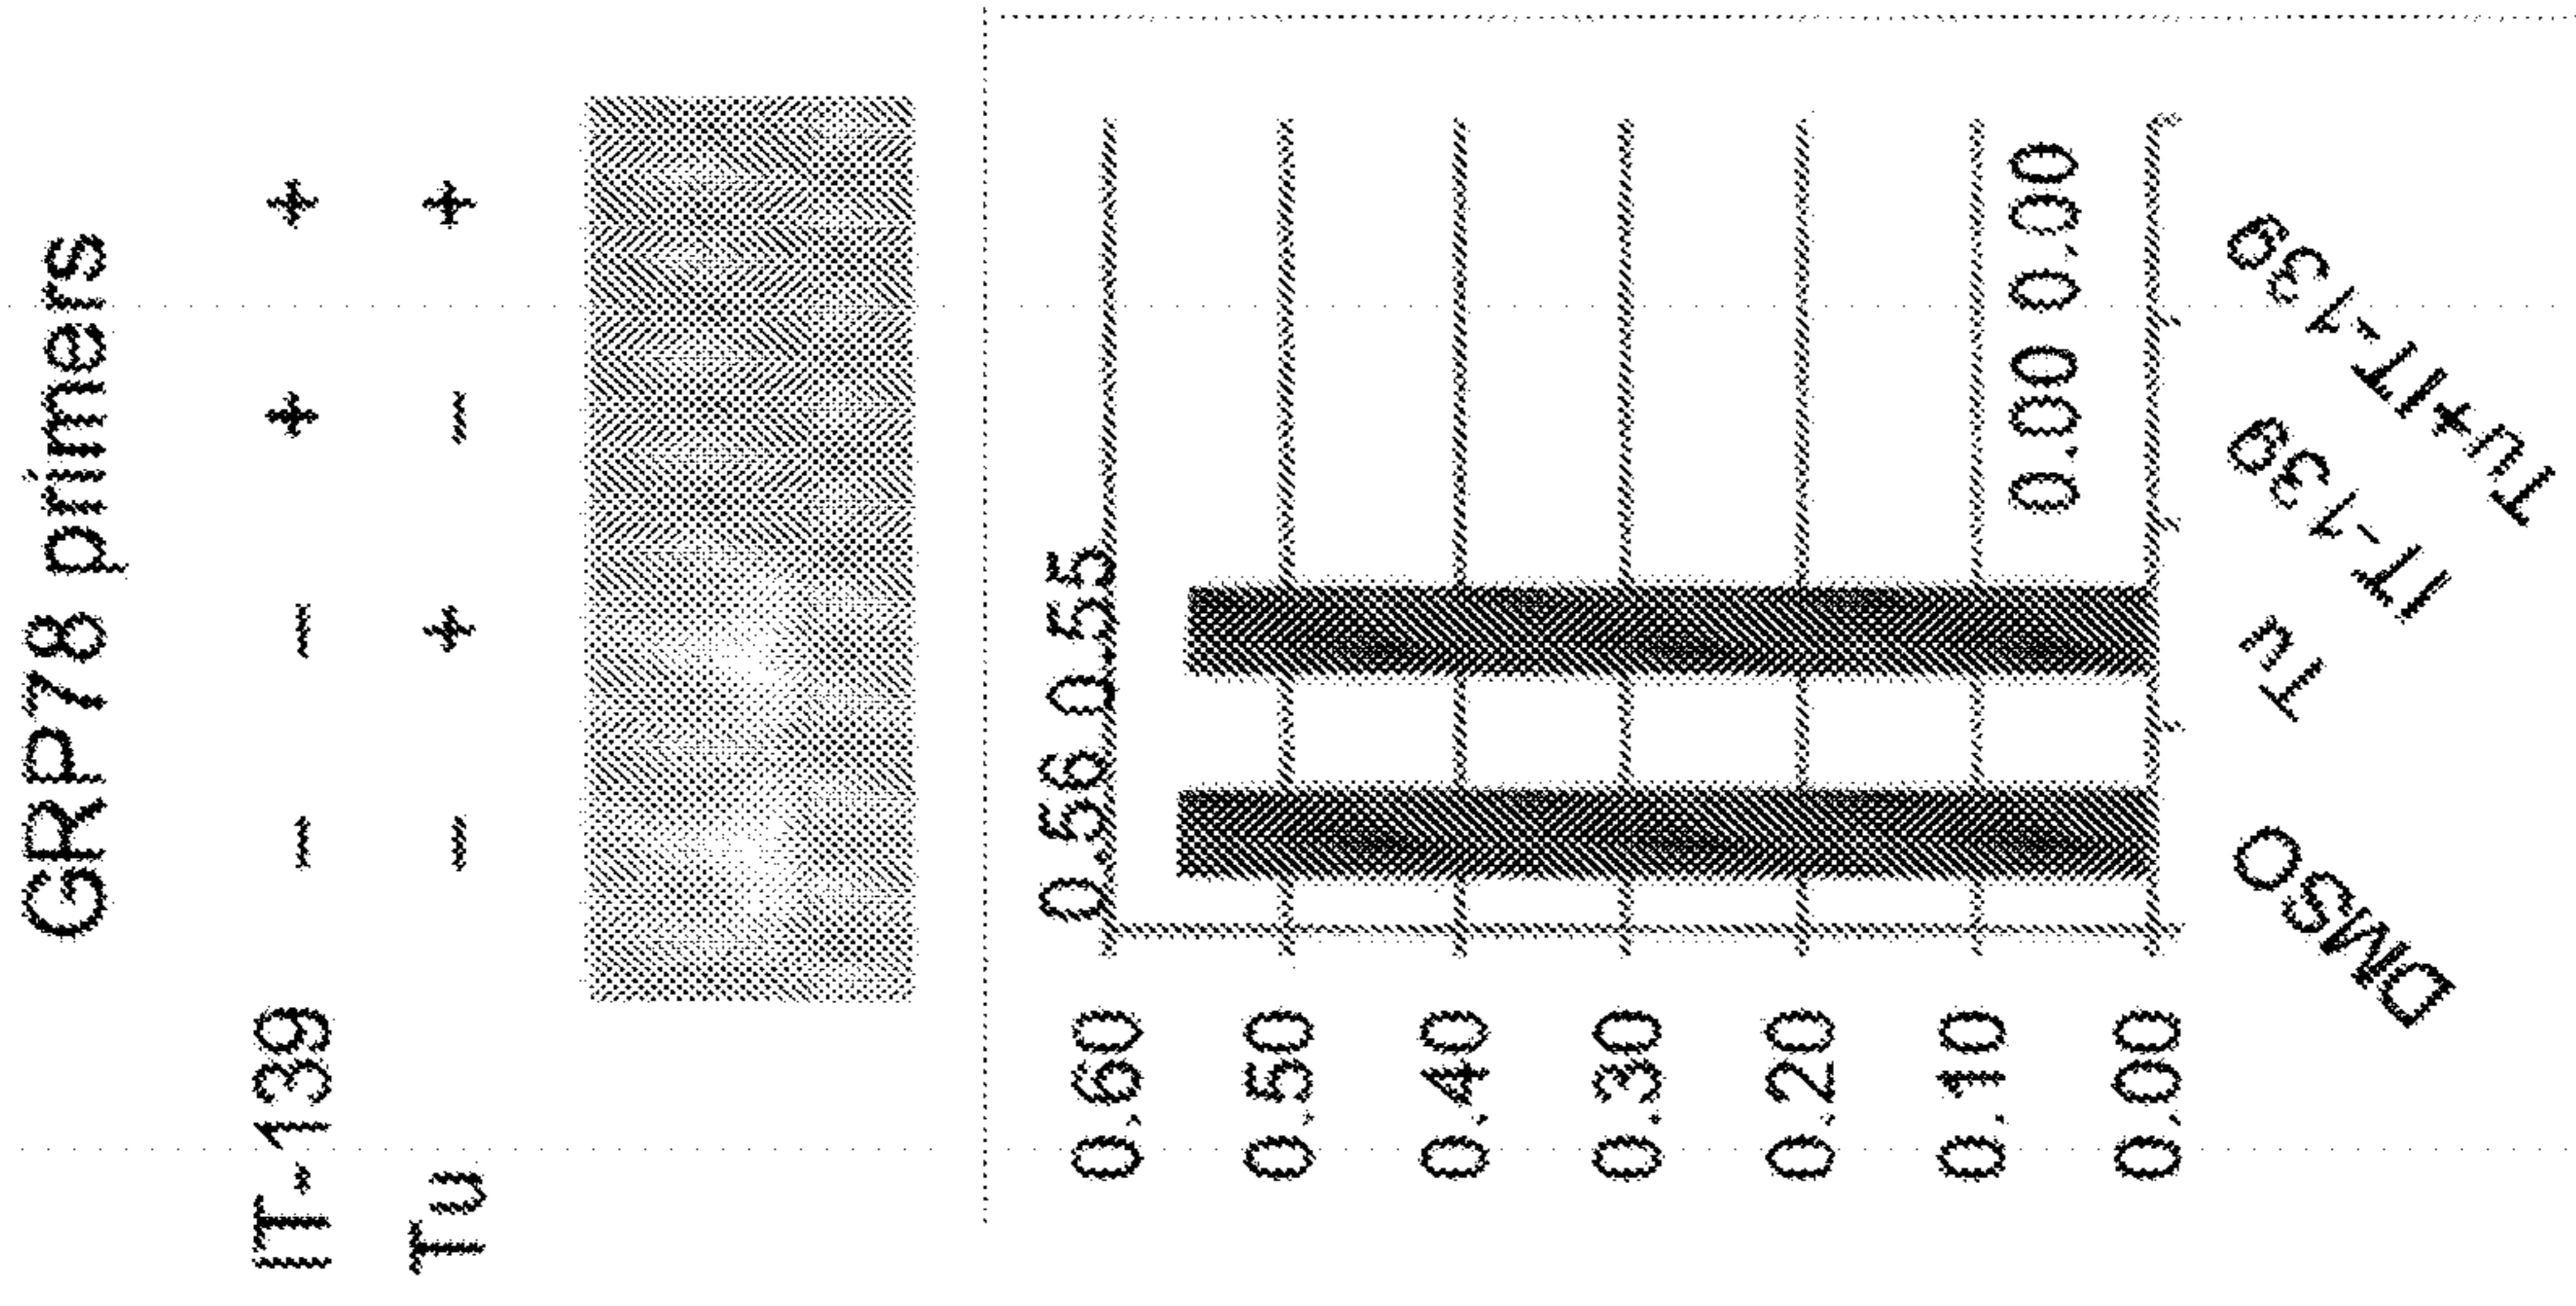 GRP78 primers
IT-139 − − + +
Tu − + − +
0.56 0.55
0.60
0.50
0.40
0.30
0.20
0.10
0.00
0.00 0.00
DMSO
Tu
IT-139
Tu+IT-139